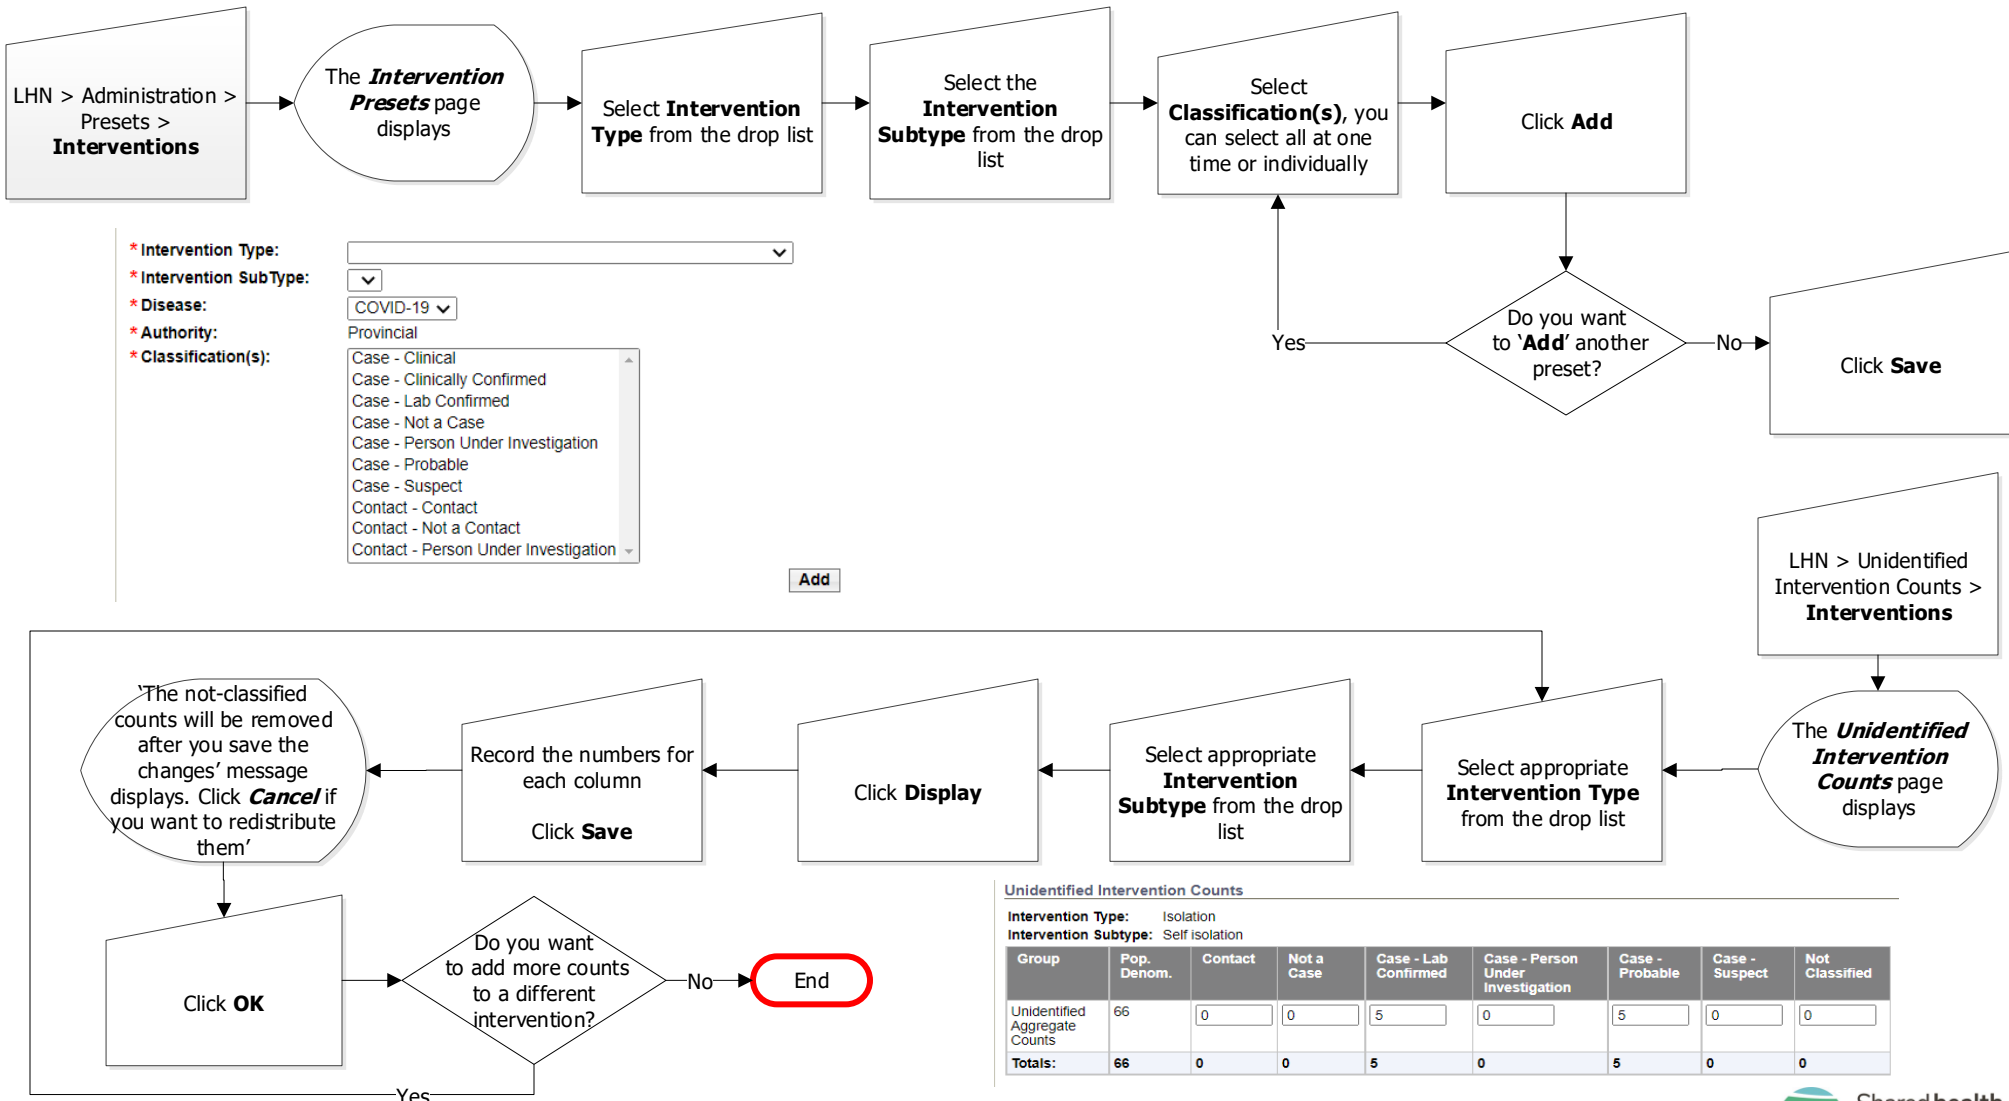 LHN > Administration >
Presets >
Interventions
The Intervention
Presets page
displays
Select Intervention
Type from the drop list
Select the
Intervention
Subtype from the drop
list
Select
Classification(s), you
can select all at one
time or individually
Click Add
Do you want
to ‘Add’ another
preset?
Yes
No
Click Save
* Intervention Type:
* Intervention SubType:
* Disease:
COVID-19
* Authority:
Provincial
* Classification(s):
Case - Clinical
Case - Clinically Confirmed
Case - Lab Confirmed
Case - Not a Case
Case - Person Under Investigation
Case - Probable
Case - Suspect
Contact - Contact
Contact - Not a Contact
Contact - Person Under Investigation
Add
LHN > Unidentified
Intervention Counts >
Interventions
The Unidentified
Intervention
Counts page
displays
Select appropriate
Intervention Type
from the drop list
Select appropriate
Intervention
Subtype from the drop
list
Click Display
Record the numbers for
each column
Click Save
‘The not-classified
counts will be removed
after you save the
changes’ message
displays. Click Cancel if
you want to redistribute
them’
Click OK
Do you want
to add more counts
to a different
intervention?
No
End
Yes
Unidentified Intervention Counts
Intervention Type: Isolation
Intervention Subtype: Self isolation
Group
Pop.
Denom.
Contact
Not a
Case
Case - Lab
Confirmed
Case - Person
Under
Investigation
Case -
Probable
Case -
Suspect
Not
Classified
Unidentified
Aggregate
Counts
66 0 0 5 0 5 0 0
Totals: 66 0 0 5 0 5 0 0
Shared health